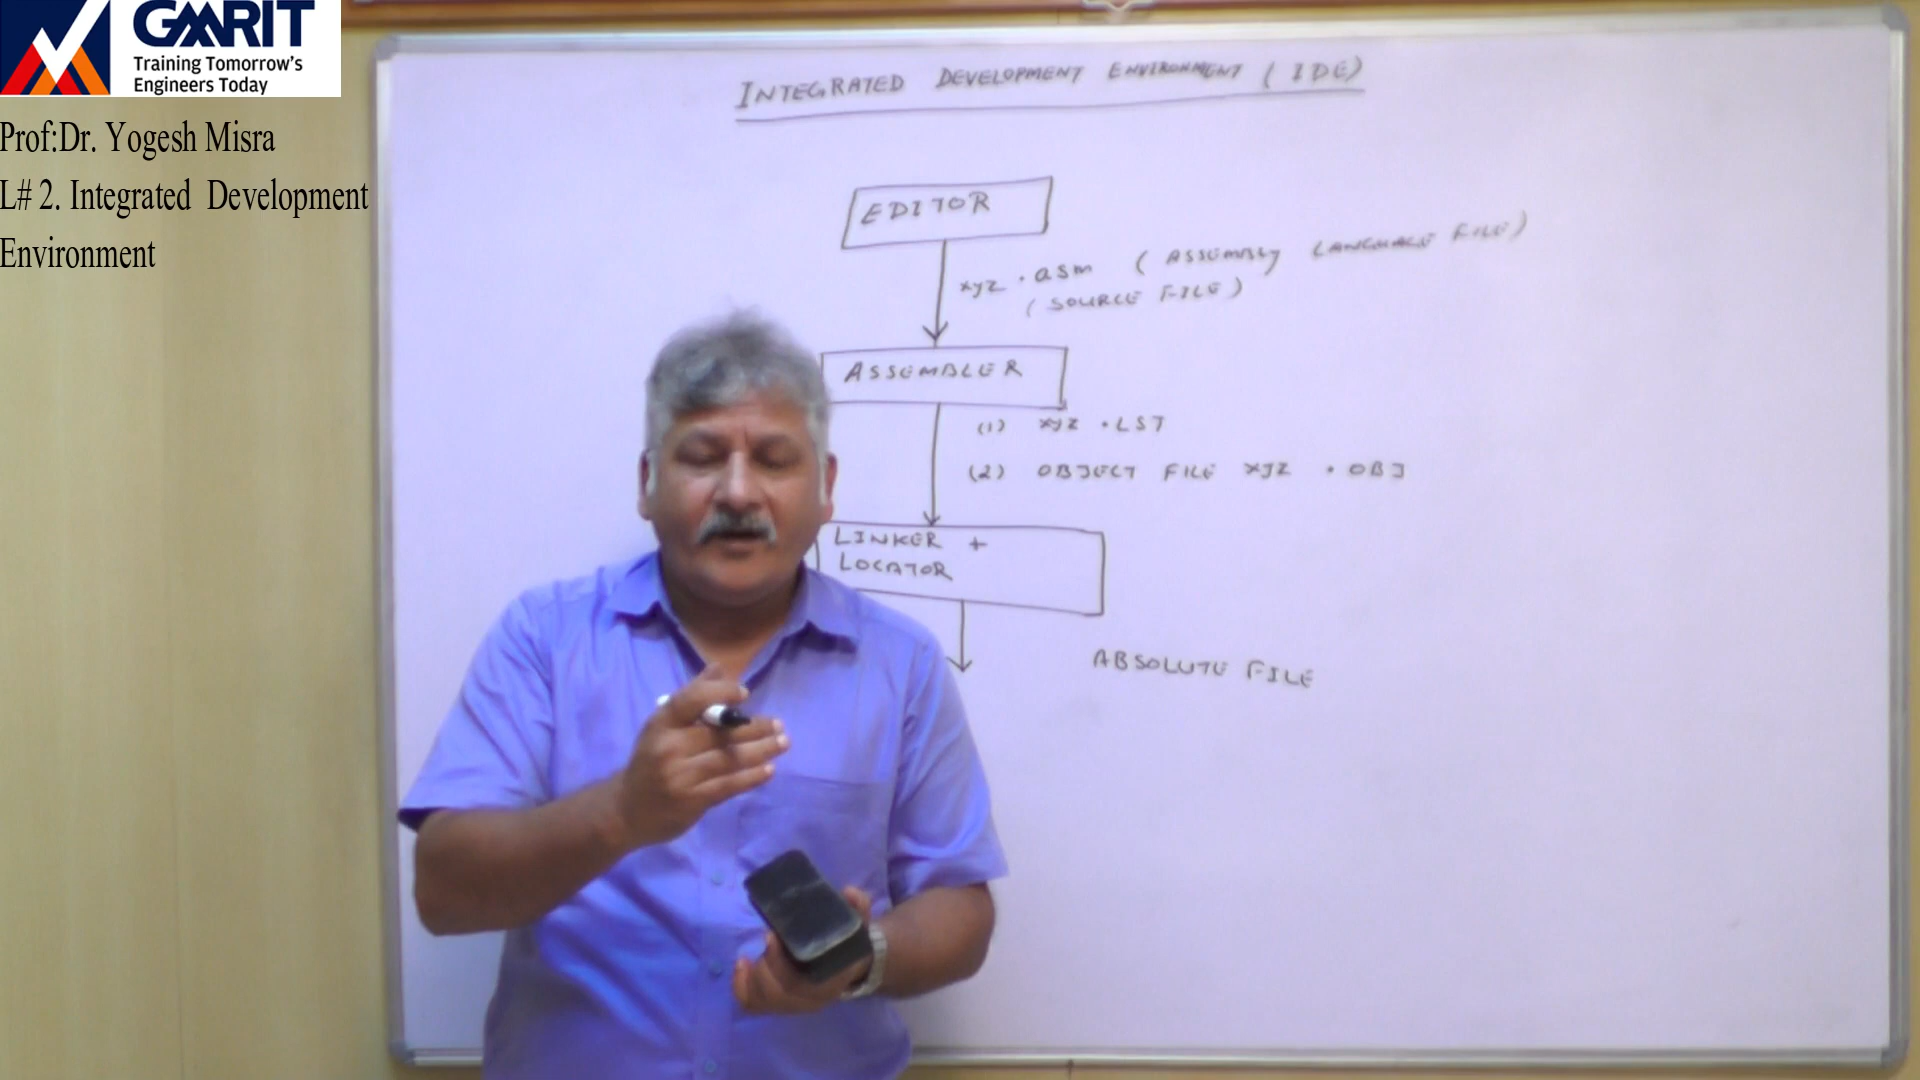 GMRIT
Training Tomorrow's
Engineers Today
Prof:Dr. Yogesh Misra
L# 2. Integrated Development
Environment
INTEGRATED DEVELOPMENT ENVIRONMENT (IDE)
EDITOR
xyz .asm (ASSEMBLY LANGUAGE FILE)
(SOURCE FILE)
ASSEMBLER
(1) xyz .LST
(2) OBJECT FILE XYZ .OBJ
LINKER +
LOCATOR
ABSOLUTE FILE